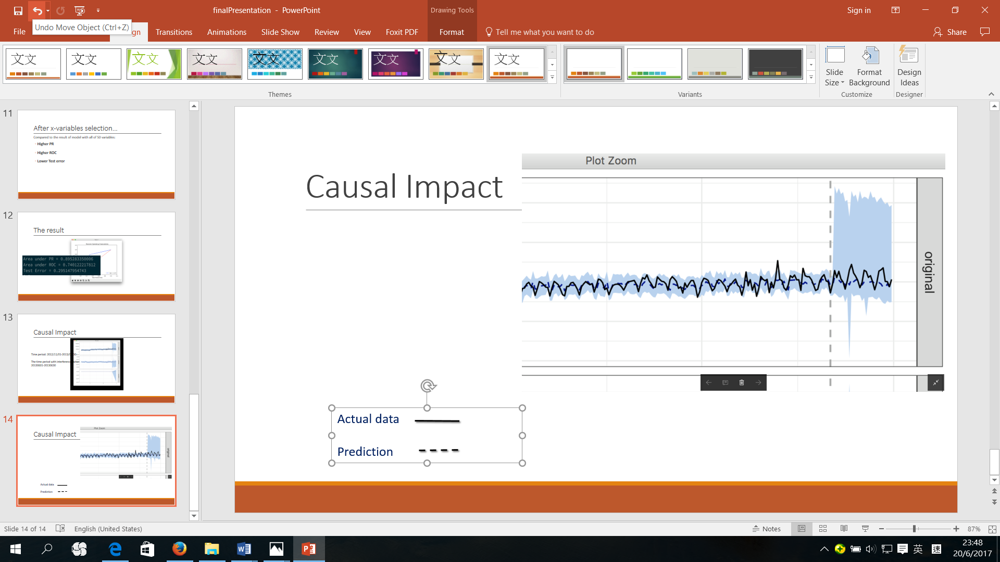 finalPresentation - PowerPoint
Drawing Tools
Sign in
Undo Move Object (Ctrl+Z)
File
gn
Transitions
Animations
Slide Show
Review
View
Foxit PDF
Format
Tell me what you want to do
Share
文文
文文
文文
文文
文文
文文
文文
文文
文文
Slide Size
Format Background
Design Ideas
Themes
Variants
Customize
Designer
11
After x-variables selection...
Compared to the result of model with all of 50 variables:
Higher PR
Higher ROC
Lower Test error
12
The result
Area under PR = 0.895283350006
Area under ROC = 0.740122217812
Test Error = 0.295147954743
13
Causal Impact
Time period: 2012/11/01-2013/
20130601-20130630
14
Causal Impact
Plot Zoom
original
Actual data
Prediction
Causal Impact
Plot Zoom
original
Actual data
Prediction
Slide 14 of 14
English (United States)
Notes
87%
英
速
23:48
20/6/2017